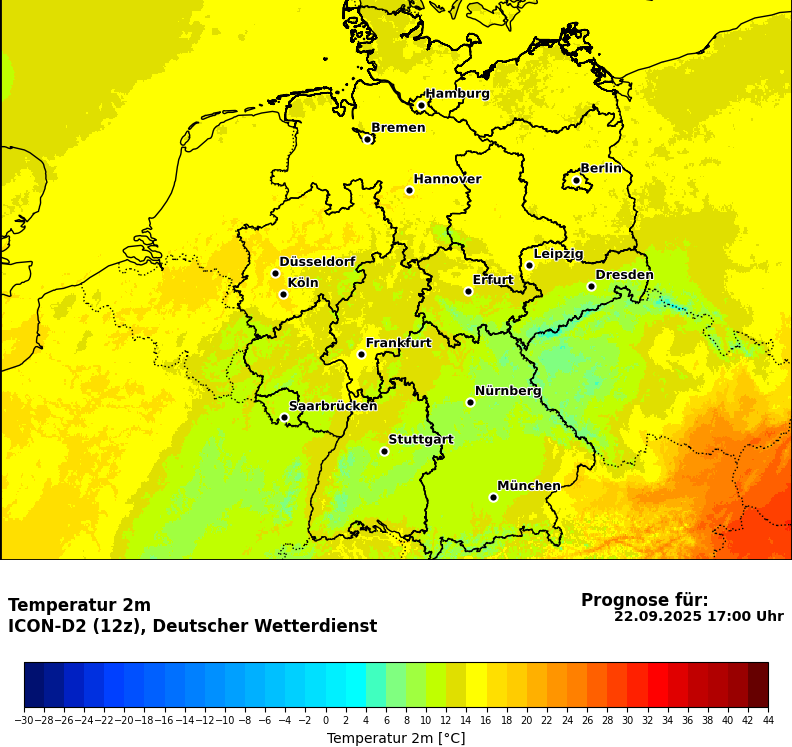 Hamburg
Bremen
Berlin
Hannover
Leipzig
Düsseldorf
Dresden
Köln
Erfurt
Frankfurt
Nürnberg
Saarbrücken
Stuttgart
München
Temperatur 2m
ICON-D2 (12z), Deutscher Wetterdienst
Prognose für:
22.09.2025 17:00 Uhr
−30 −28 −26 −24 −22 −20 −18 −16 −14 −12 −10 −8 −6 −4 −2 0 2 4 6 8 10 12 14 16 18 20 22 24 26 28 30 32 34 36 38 40 42 44
Temperatur 2m [°C]